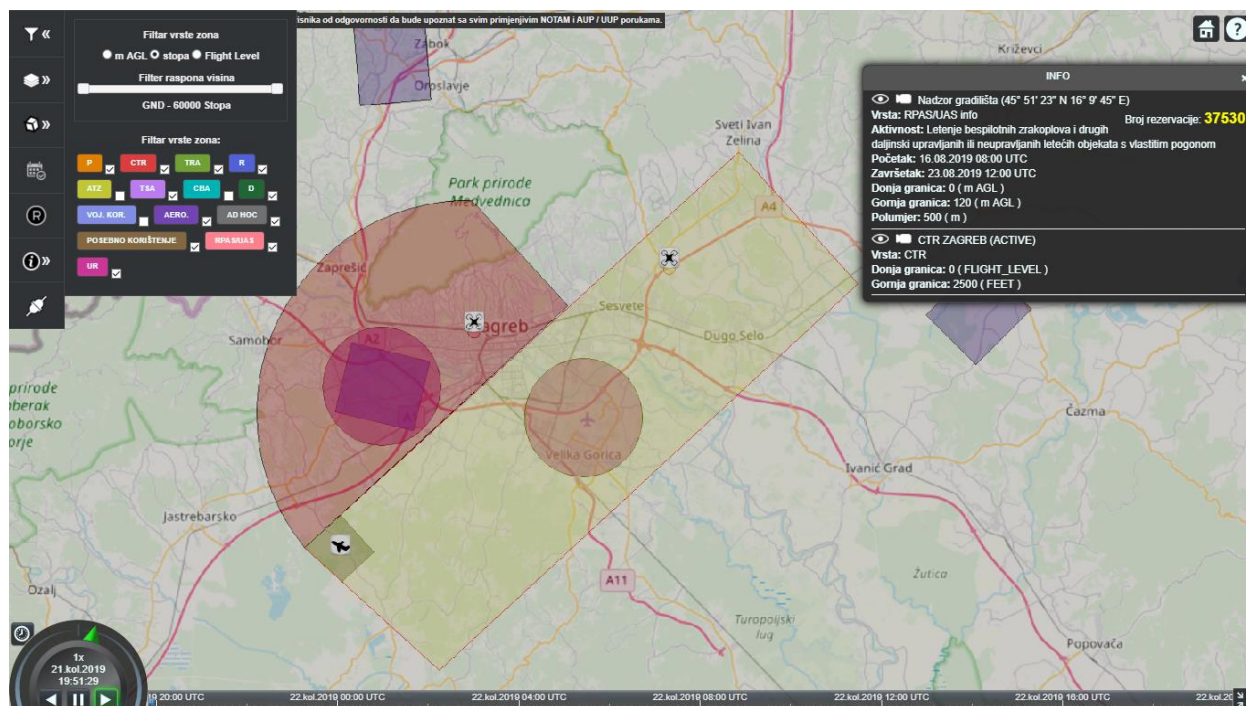 isnika od odgovornosti da bude upoznat sa svim primjenjivim NOTAM i AUP / UUP porukama.
Filtar vrste zona
m AGL stopa Flight Level
Filter raspona visina
GND - 60000 Stopa
Filtar vrste zona:
P CTR TRA R
ATZ TSA CBA D
VOJ. KOR. AERO. AD HOC
POSEBNO KORIŠTENJE RPAS/UAS
UR
INFO
Nadzor gradilišta (45° 51' 23" N 16° 9' 45" E)
Vrsta: RPAS/UAS info
Broj rezervacije: 37530
Aktivnost: Letenje bespilotnih zrakoplova i drugih
daljinski upravljanih ili neupravljanih letećih objekata s vlastitim pogonom
Početak: 16.08.2019 08:00 UTC
Završetak: 23.08.2019 12:00 UTC
Donja granica: 0 ( m AGL )
Gornja granica: 120 ( m AGL )
Polumjer: 500 ( m )
CTR ZAGREB (ACTIVE)
Vrsta: CTR
Donja granica: 0 ( FLIGHT_LEVEL )
Gornja granica: 2500 ( FEET )
Zabok
Križevci
Oroslavje
Sveti Ivan
Zelina
Park prirode
Medvednica
A4
Zaprešić
Sesvete
Zagreb
Dugo Selo
Samobor
A2
prirode
oborsko
orje
Čazma
Velika Gorica
Ivanić Grad
Jastrebarsko
A11
Žutica
Ozalj
Turopoljski
lug
Popovača
1x
21.kol.2019
19:51:29
19 20:00 UTC
22.kol.2019 00:00 UTC
22.kol.2019 04:00 UTC
22.kol.2019 08:00 UTC
22.kol.2019 12:00 UTC
22.kol.2019 16:00 UTC
22.kol.20